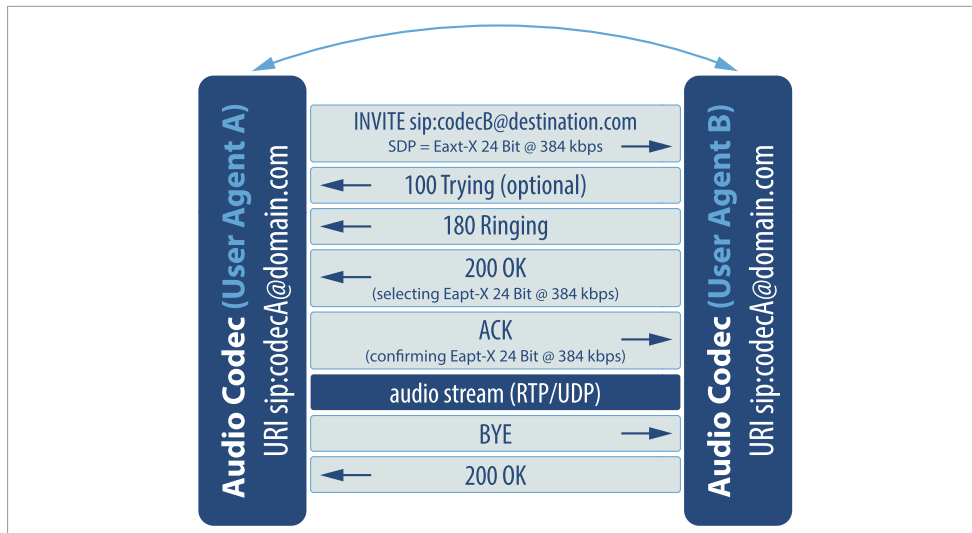 Audio Codec (User Agent A)
URI sip:codecA@domain.com
INVITE sip:codecB@destination.com
SDP = Eaxt-X 24 Bit @ 384 kbps
100 Trying (optional)
180 Ringing
200 OK
(selecting Eapt-X 24 Bit @ 384 kbps)
ACK
(confirming Eapt-X 24 Bit @ 384 kbps)
audio stream (RTP/UDP)
BYE
200 OK
Audio Codec (User Agent B)
URI sip:codecA@domain.com